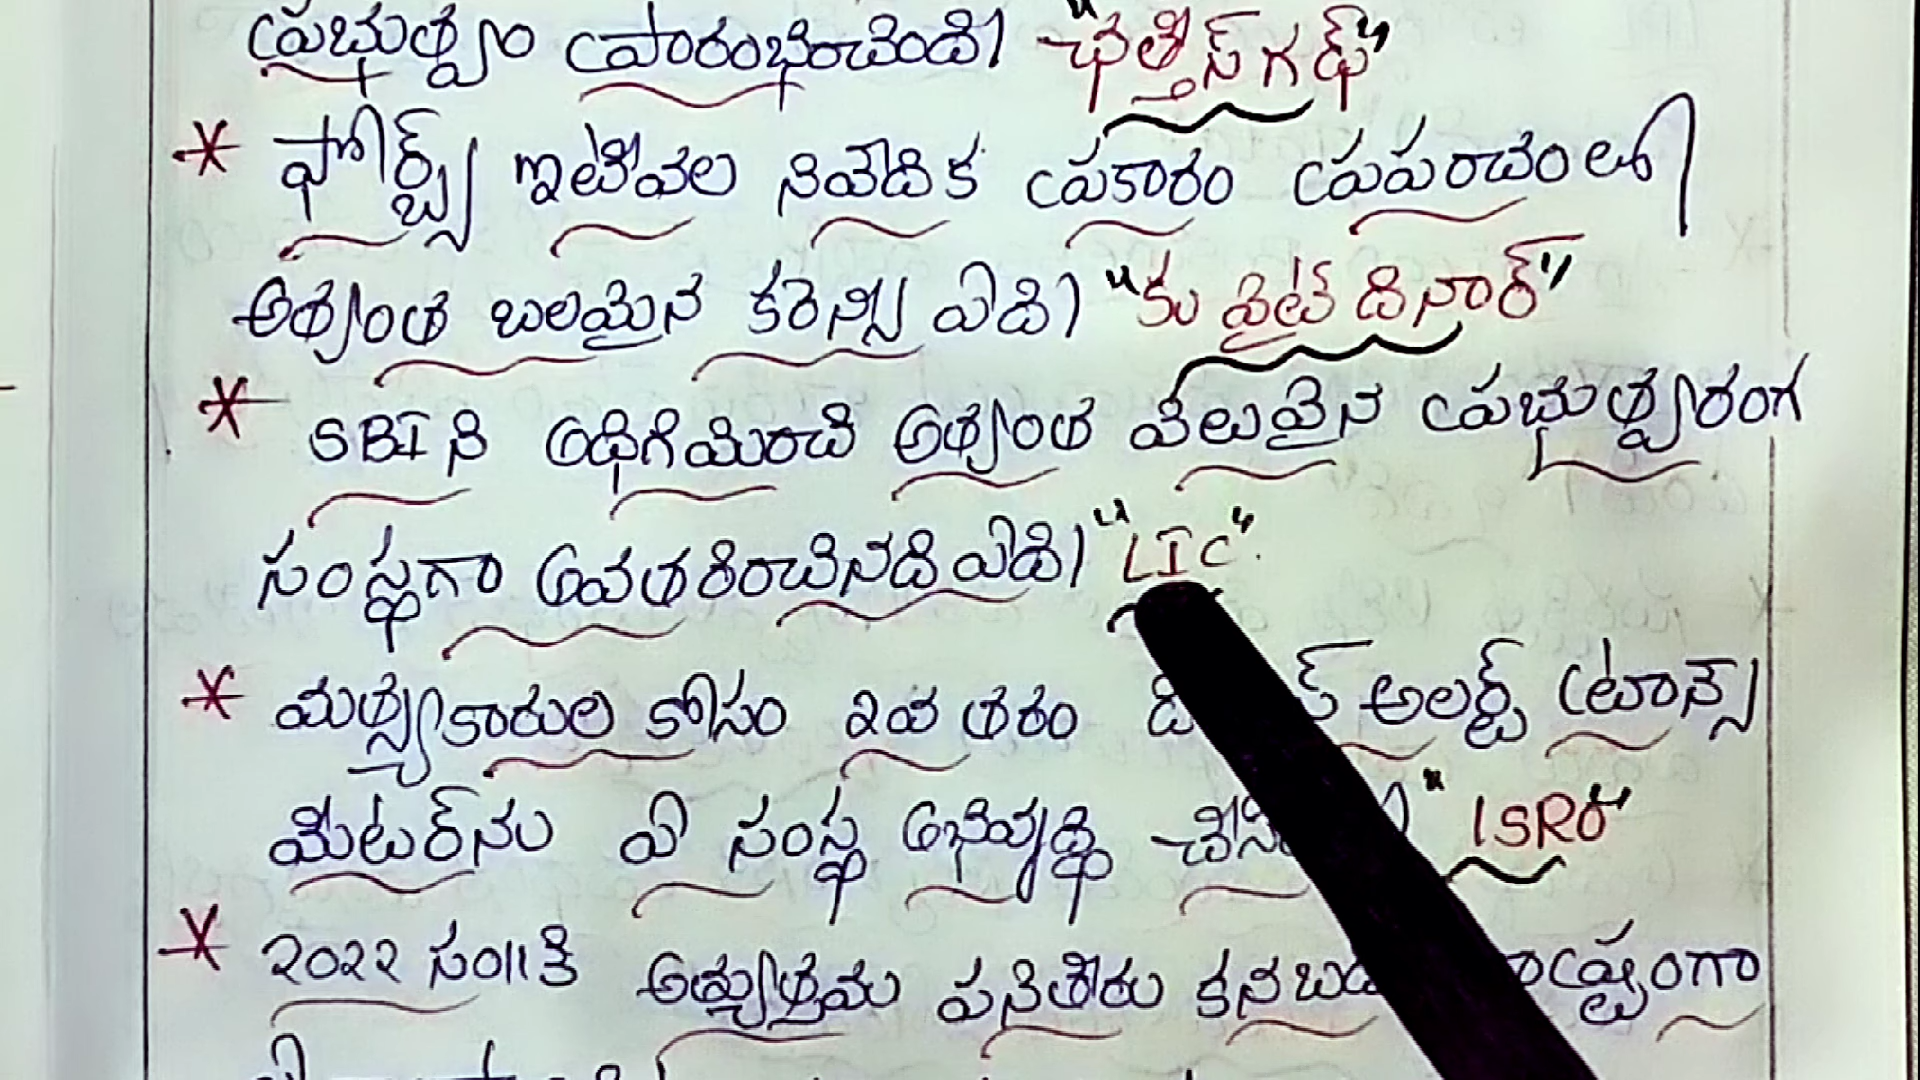 ప్రభుత్వం ప్రారంభించింది। "ఛత్తీస్ గఢ్"
* ఫోర్బ్స్ ఇటీవల నివేదిక ప్రకారం ప్రపంచంలో
అత్యంత బలమైన కరెన్సీ ఏది। "కు వైట్ దినార్"
* SBI ని అధిగమించి అత్యంత విలువైన ప్రభుత్వరంగ
సంస్థగా అవతరించినది ఏది। "LIC".
* మత్స్యకారుల కోసం 2వ తరం అలర్ట్ ట్రాన్స్
మీటర్‌ను ఏ సంస్థ అభివృద్ధి "ISRO"
* 2022 సం॥కి అత్యుత్తమ పనితీరు